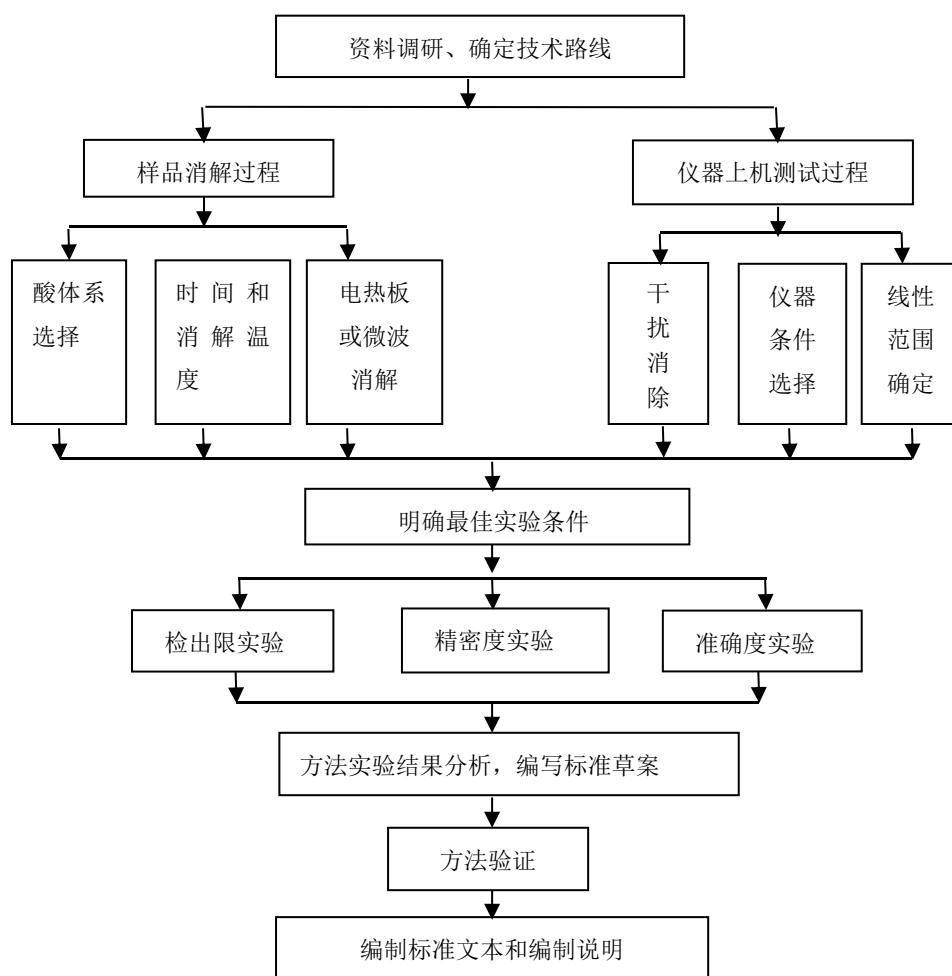 资料调研、确定技术路线
样品消解过程
仪器上机测试过程
酸体系
选择
时间和
消解温
度
电热板
或微波
消解
干
扰
消
除
仪器
条件
选择
线性
范围
确定
明确最佳实验条件
检出限实验
精密度实验
准确度实验
方法实验结果分析，编写标准草案
方法验证
编制标准文本和编制说明